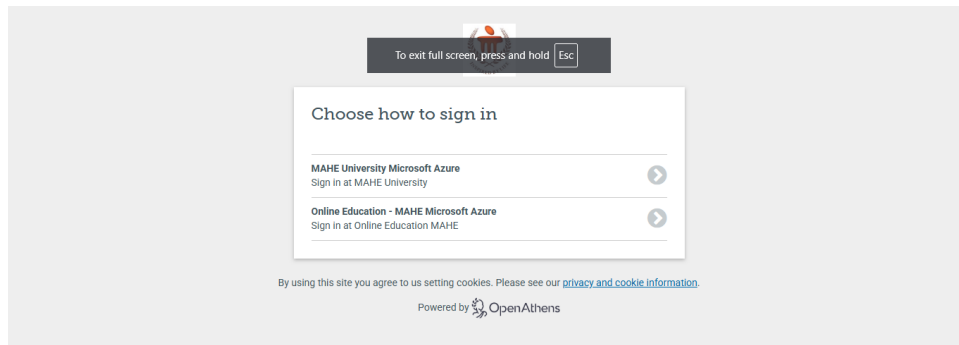 To exit full screen, press and hold Esc
Choose how to sign in
MAHE University Microsoft Azure
Sign in at MAHE University
Online Education - MAHE Microsoft Azure
Sign in at Online Education MAHE
By using this site you agree to us setting cookies. Please see our privacy and cookie information.
Powered by OpenAthens